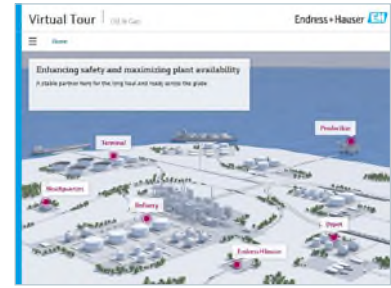 Virtual Tour Oil & Gas
Endress+Hauser EH
Home
Enhancing safety and maximizing plant availability
A stable partner here for the long haul and ready across the globe
Production
Terminal
Headquarters
Refinery
Depot
Endress+Hauser